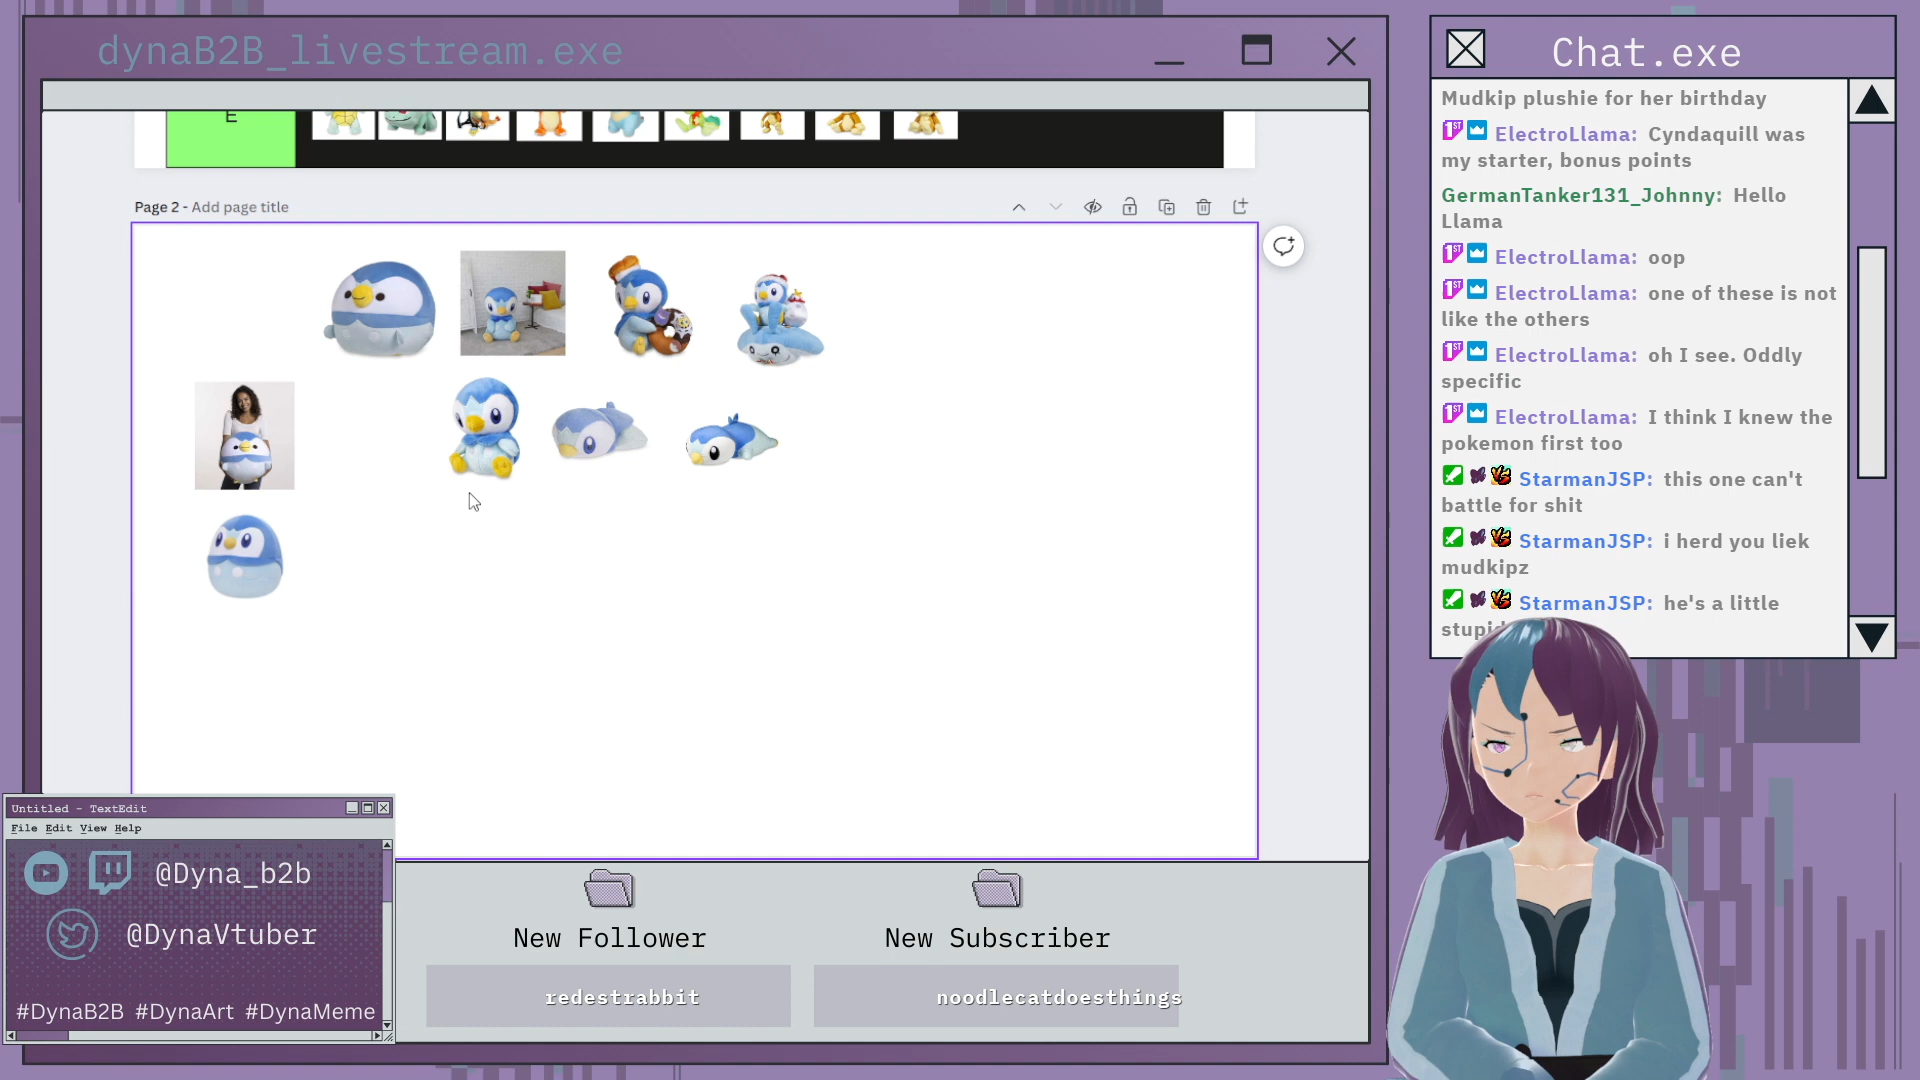 dynaB2B_livestream.exe
E
Page 2 - Add page title
Chat.exe
Mudkip plushie for her birthday
ElectroLlama: Cyndaquill was
my starter, bonus points
GermanTanker131_Johnny: Hello
Llama
ElectroLlama: oop
ElectroLlama: one of these is not
like the others
ElectroLlama: oh I see. Oddly
specific
ElectroLlama: I think I knew the
pokemon first too
StarmanJSP: this one can't
battle for shit
StarmanJSP: i herd you liek
mudkipz
StarmanJSP: he's a little
Untitled - TextEdit
File Edit View Help
@Dyna_b2b
@DynaVtuber
#DynaB2B #DynaArt #DynaMeme
New Follower
redestrabbit
New Subscriber
noodlecatdoesthings